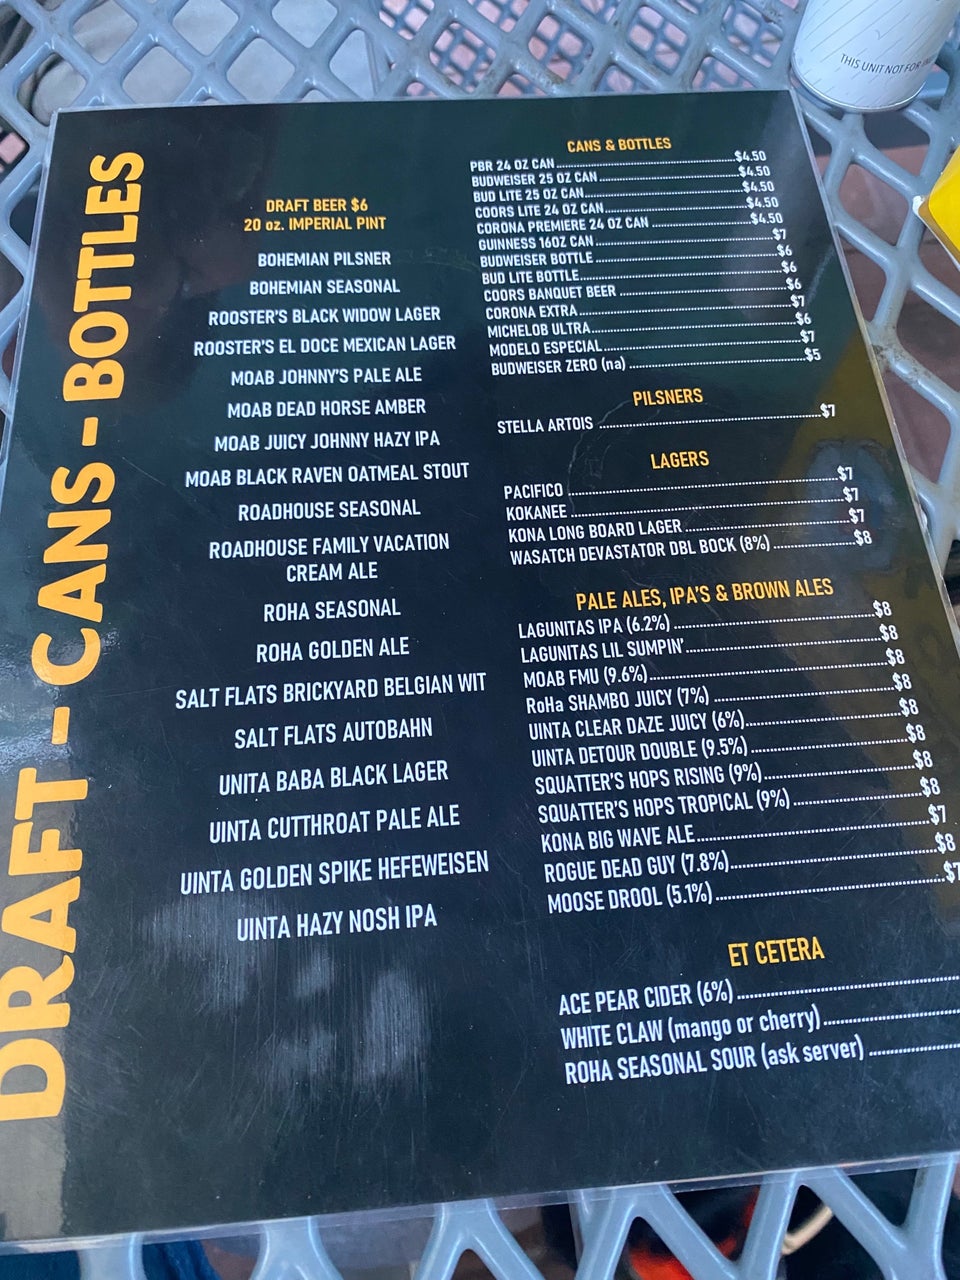 THIS UNIT NOT FOR
DRAFT - CANS - BOTTLES
DRAFT BEER $6
20 oz. IMPERIAL PINT
BOHEMIAN PILSNER
BOHEMIAN SEASONAL
ROOSTER'S BLACK WIDOW LAGER
ROOSTER'S EL DOCE MEXICAN LAGER
MOAB JOHNNY'S PALE ALE
MOAB DEAD HORSE AMBER
MOAB JUICY JOHNNY HAZY IPA
MOAB BLACK RAVEN OATMEAL STOUT
ROADHOUSE SEASONAL
ROADHOUSE FAMILY VACATION
CREAM ALE
ROHA SEASONAL
ROHA GOLDEN ALE
SALT FLATS BRICKYARD BELGIAN WIT
SALT FLATS AUTOBAHN
UNITA BABA BLACK LAGER
UINTA CUTTHROAT PALE ALE
UINTA GOLDEN SPIKE HEFEWEISEN
UINTA HAZY NOSH IPA
CANS & BOTTLES
PBR 24 OZ CAN $4.50
BUDWEISER 25 OZ CAN $4.50
BUD LITE 25 OZ CAN $4.50
COORS LITE 24 OZ CAN $4.50
CORONA PREMIERE 24 OZ CAN $4.50
GUINNESS 16OZ CAN $7
BUDWEISER BOTTLE $6
BUD LITE BOTTLE $6
COORS BANQUET BEER $6
CORONA EXTRA $7
MICHELOB ULTRA $6
MODELO ESPECIAL $7
BUDWEISER ZERO (na) $5
PILSNERS
STELLA ARTOIS $7
LAGERS
PACIFICO $7
KOKANEE $7
KONA LONG BOARD LAGER $7
WASATCH DEVASTATOR DBL BOCK (8%) $8
PALE ALES, IPA'S & BROWN ALES
LAGUNITAS IPA (6.2%) $8
LAGUNITAS LIL SUMPIN' $8
MOAB FMU (9.6%) $8
RoHa SHAMBO JUICY (7%) $8
UINTA CLEAR DAZE JUICY (6%) $8
UINTA DETOUR DOUBLE (9.5%) $8
SQUATTER'S HOPS RISING (9%) $8
SQUATTER'S HOPS TROPICAL (9%) $8
KONA BIG WAVE ALE $7
ROGUE DEAD GUY (7.8%) $8
MOOSE DROOL (5.1%) $7
ET CETERA
ACE PEAR CIDER (6%)
WHITE CLAW (mango or cherry)
ROHA SEASONAL SOUR (ask server)